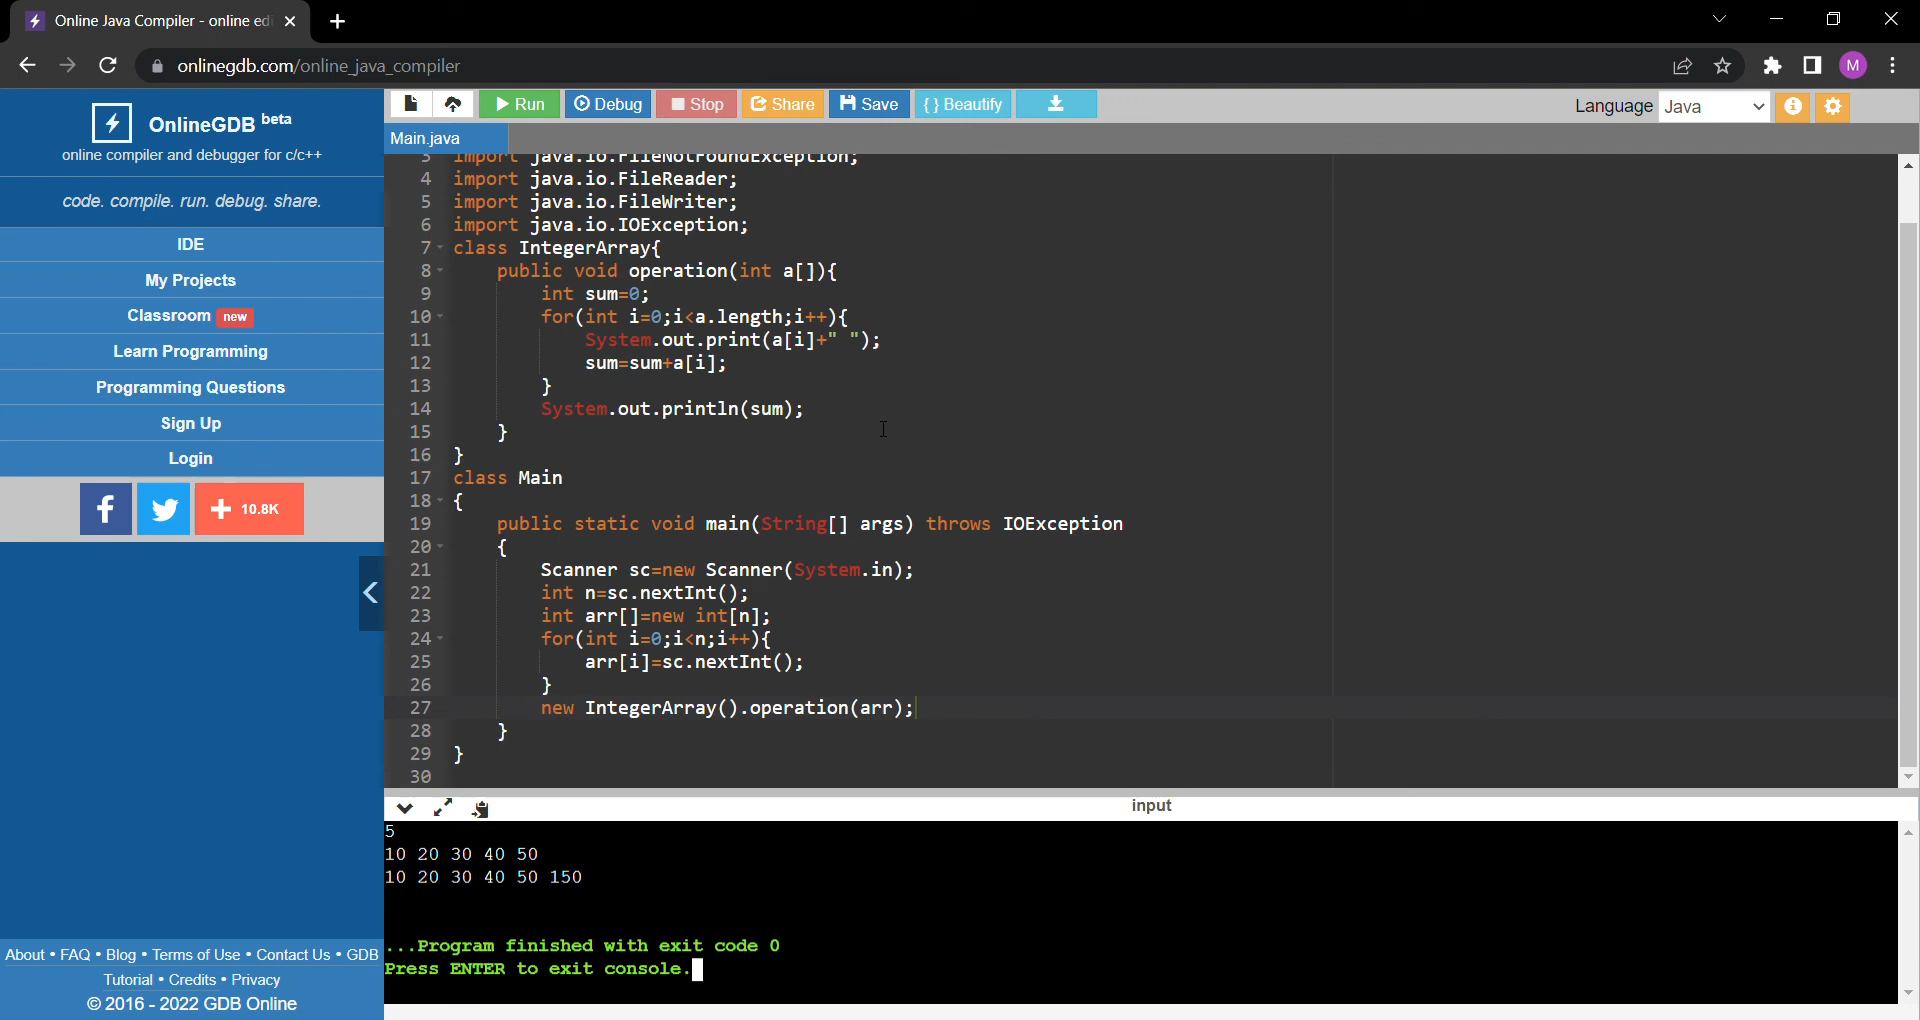 Online Java Compiler - online edi
onlinegdb.com/online_java_compiler
M
Run Debug Stop Share Save {} Beautify
Language Java
OnlineGDB beta
online compiler and debugger for c/c++
code. compile. run. debug. share.
IDE
My Projects
Classroom new
Learn Programming
Programming Questions
Sign Up
Login
f + 10.8K
About • FAQ • Blog • Terms of Use • Contact Us • GDB
Tutorial • Credits • Privacy
© 2016 - 2022 GDB Online
Main.java
3 import java.io.FileNotFoundException;
4 import java.io.FileReader;
5 import java.io.FileWriter;
6 import java.io.IOException;
7 class IntegerArray{
8 public void operation(int a[]){
9 int sum=0;
10 for(int i=0;i<a.length;i++){
11 System.out.print(a[i]+" ");
12 sum=sum+a[i];
13 }
14 System.out.println(sum);
15 }
16 }
17 class Main
18 {
19 public static void main(String[] args) throws IOException
20 {
21 Scanner sc=new Scanner(System.in);
22 int n=sc.nextInt();
23 int arr[]=new int[n];
24 for(int i=0;i<n;i++){
25 arr[i]=sc.nextInt();
26 }
27 new IntegerArray().operation(arr);
28 }
29 }
30
input
5
10 20 30 40 50
10 20 30 40 50 150
...Program finished with exit code 0
Press ENTER to exit console.